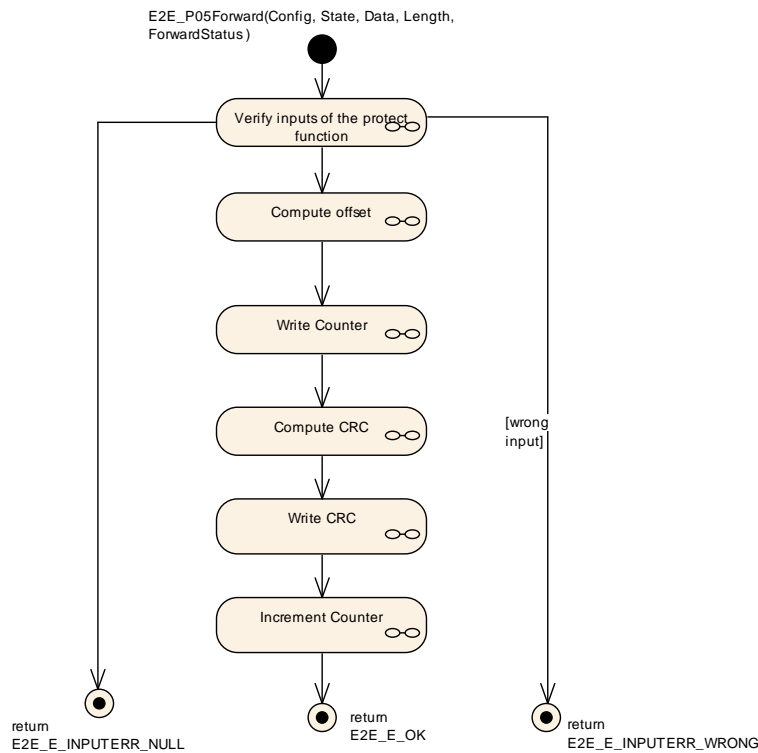 E2E_P05Forward(Config, State, Data, Length,
ForwardStatus)
Verify inputs of the protect
function
Compute offset
Write Counter
Compute CRC
[wrong
input]
Write CRC
Increment Counter
return
E2E_E_INPUTERR_NULL
return
E2E_E_OK
return
E2E_E_INPUTERR_WRONG